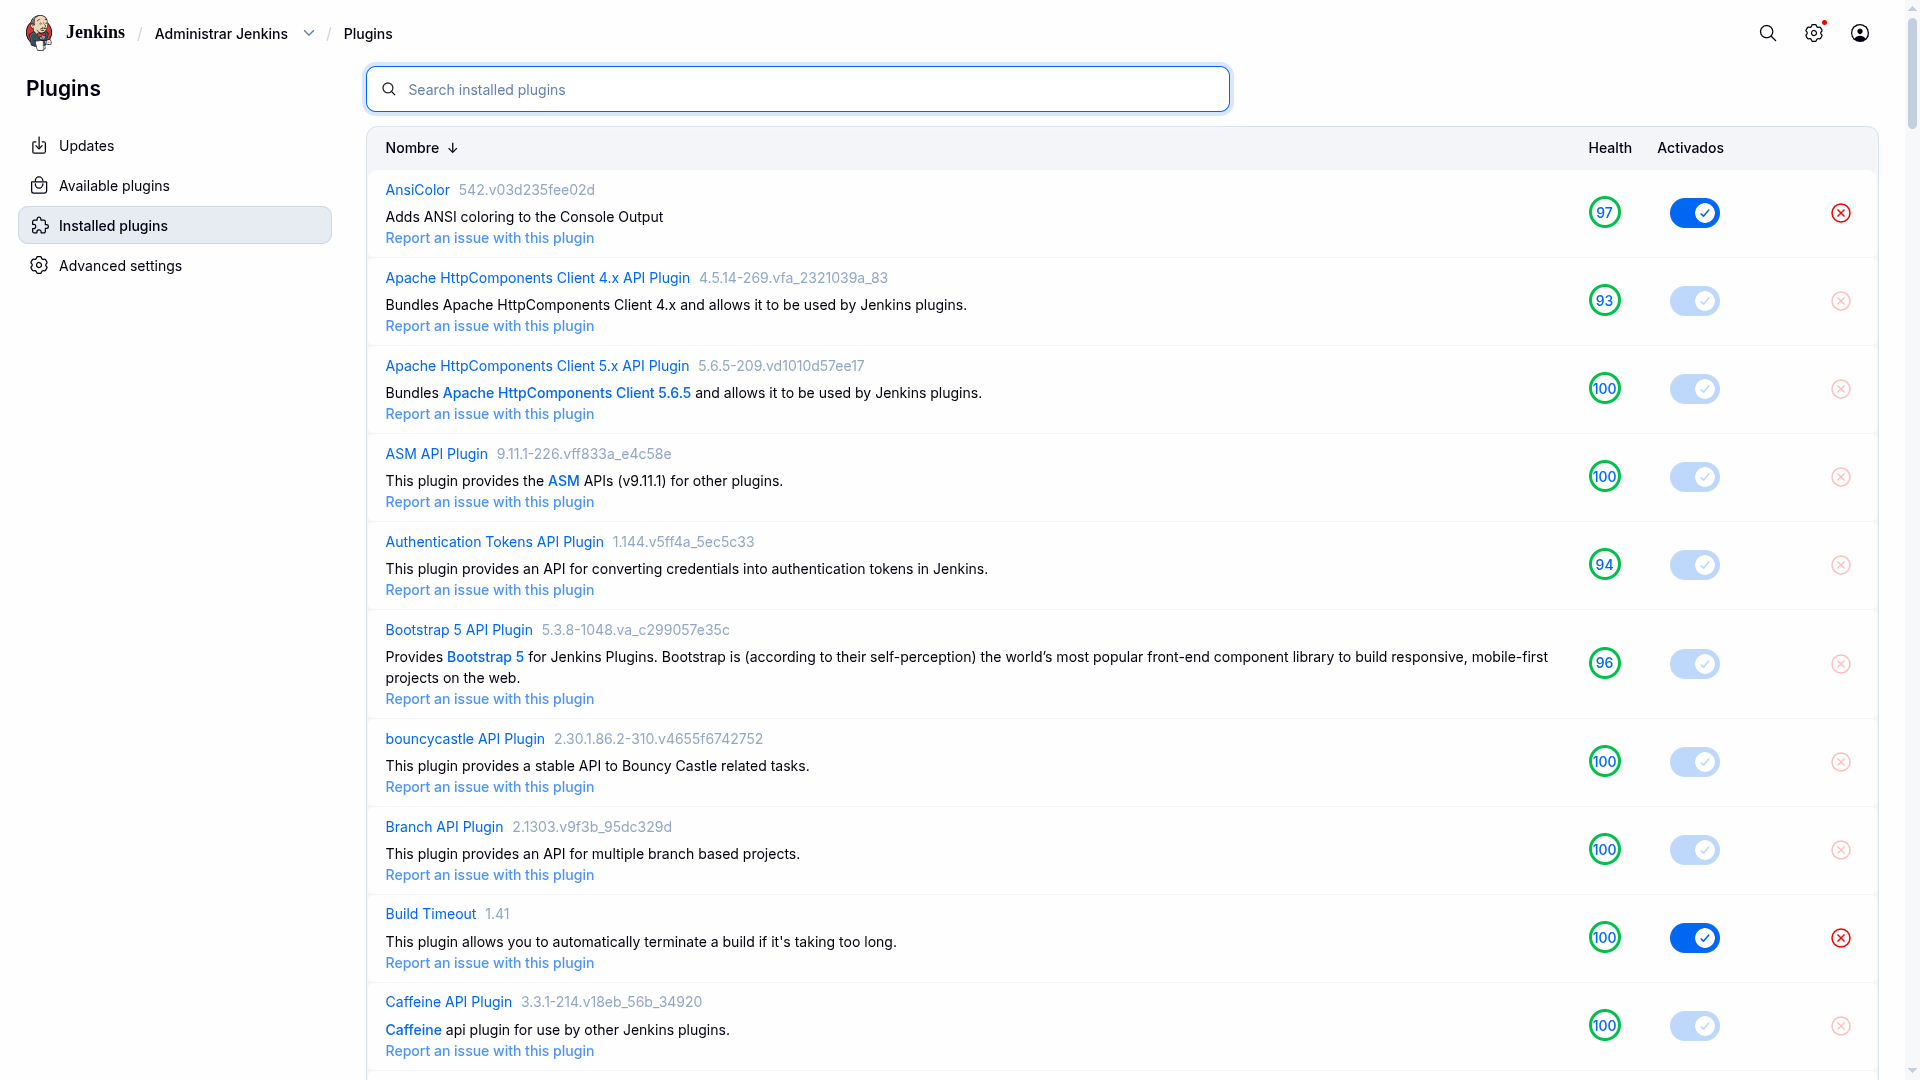 Jenkins / Administrar Jenkins / Plugins
Plugins
Updates
Available plugins
Installed plugins
Advanced settings
Search installed plugins
Nombre ↓ Health Activados
AnsiColor 542.v03d235fee02d
Adds ANSI coloring to the Console Output
Report an issue with this plugin
97
Apache HttpComponents Client 4.x API Plugin 4.5.14-269.vfa_2321039a_83
Bundles Apache HttpComponents Client 4.x and allows it to be used by Jenkins plugins.
Report an issue with this plugin
93
Apache HttpComponents Client 5.x API Plugin 5.6.5-209.vd1010d57ee17
Bundles Apache HttpComponents Client 5.6.5 and allows it to be used by Jenkins plugins.
Report an issue with this plugin
100
ASM API Plugin 9.11.1-226.vff833a_e4c58e
This plugin provides the ASM APIs (v9.11.1) for other plugins.
Report an issue with this plugin
100
Authentication Tokens API Plugin 1.144.v5ff4a_5ec5c33
This plugin provides an API for converting credentials into authentication tokens in Jenkins.
Report an issue with this plugin
94
Bootstrap 5 API Plugin 5.3.8-1048.va_c299057e35c
Provides Bootstrap 5 for Jenkins Plugins. Bootstrap is (according to their self-perception) the world’s most popular front-end component library to build responsive, mobile-first
projects on the web.
Report an issue with this plugin
96
bouncycastle API Plugin 2.30.1.86.2-310.v4655f6742752
This plugin provides a stable API to Bouncy Castle related tasks.
Report an issue with this plugin
100
Branch API Plugin 2.1303.v9f3b_95dc329d
This plugin provides an API for multiple branch based projects.
Report an issue with this plugin
100
Build Timeout 1.41
This plugin allows you to automatically terminate a build if it's taking too long.
Report an issue with this plugin
100
Caffeine API Plugin 3.3.1-214.v18eb_56b_34920
Caffeine api plugin for use by other Jenkins plugins.
Report an issue with this plugin
100